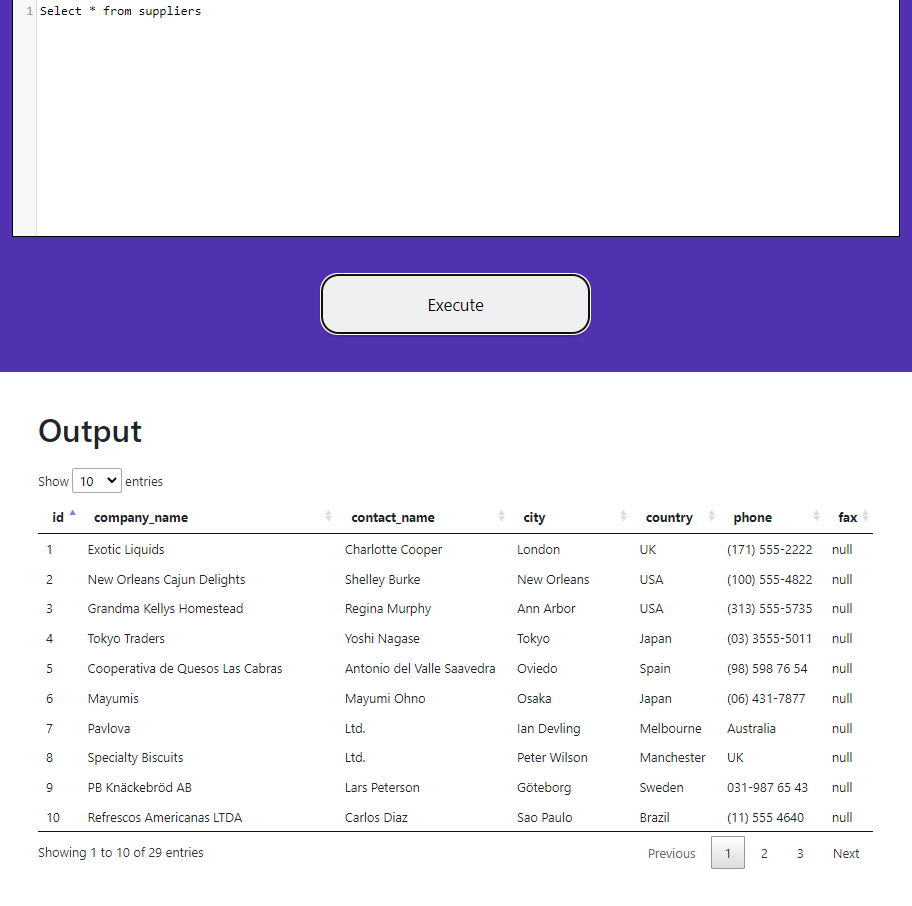 1 Select * from suppliers
Execute
Output
Show 10 entries
id company_name contact_name city country phone fax
1 Exotic Liquids Charlotte Cooper London UK (171) 555-2222 null
2 New Orleans Cajun Delights Shelley Burke New Orleans USA (100) 555-4822 null
3 Grandma Kellys Homestead Regina Murphy Ann Arbor USA (313) 555-5735 null
4 Tokyo Traders Yoshi Nagase Tokyo Japan (03) 3555-5011 null
5 Cooperativa de Quesos Las Cabras Antonio del Valle Saavedra Oviedo Spain (98) 598 76 54 null
6 Mayumis Mayumi Ohno Osaka Japan (06) 431-7877 null
7 Pavlova Ltd. Ian Devling Melbourne Australia null
8 Specialty Biscuits Ltd. Peter Wilson Manchester UK null
9 PB Knäckebröd AB Lars Peterson Göteborg Sweden 031-987 65 43 null
10 Refrescos Americanas LTDA Carlos Diaz Sao Paulo Brazil (11) 555 4640 null
Showing 1 to 10 of 29 entries Previous 1 2 3 Next